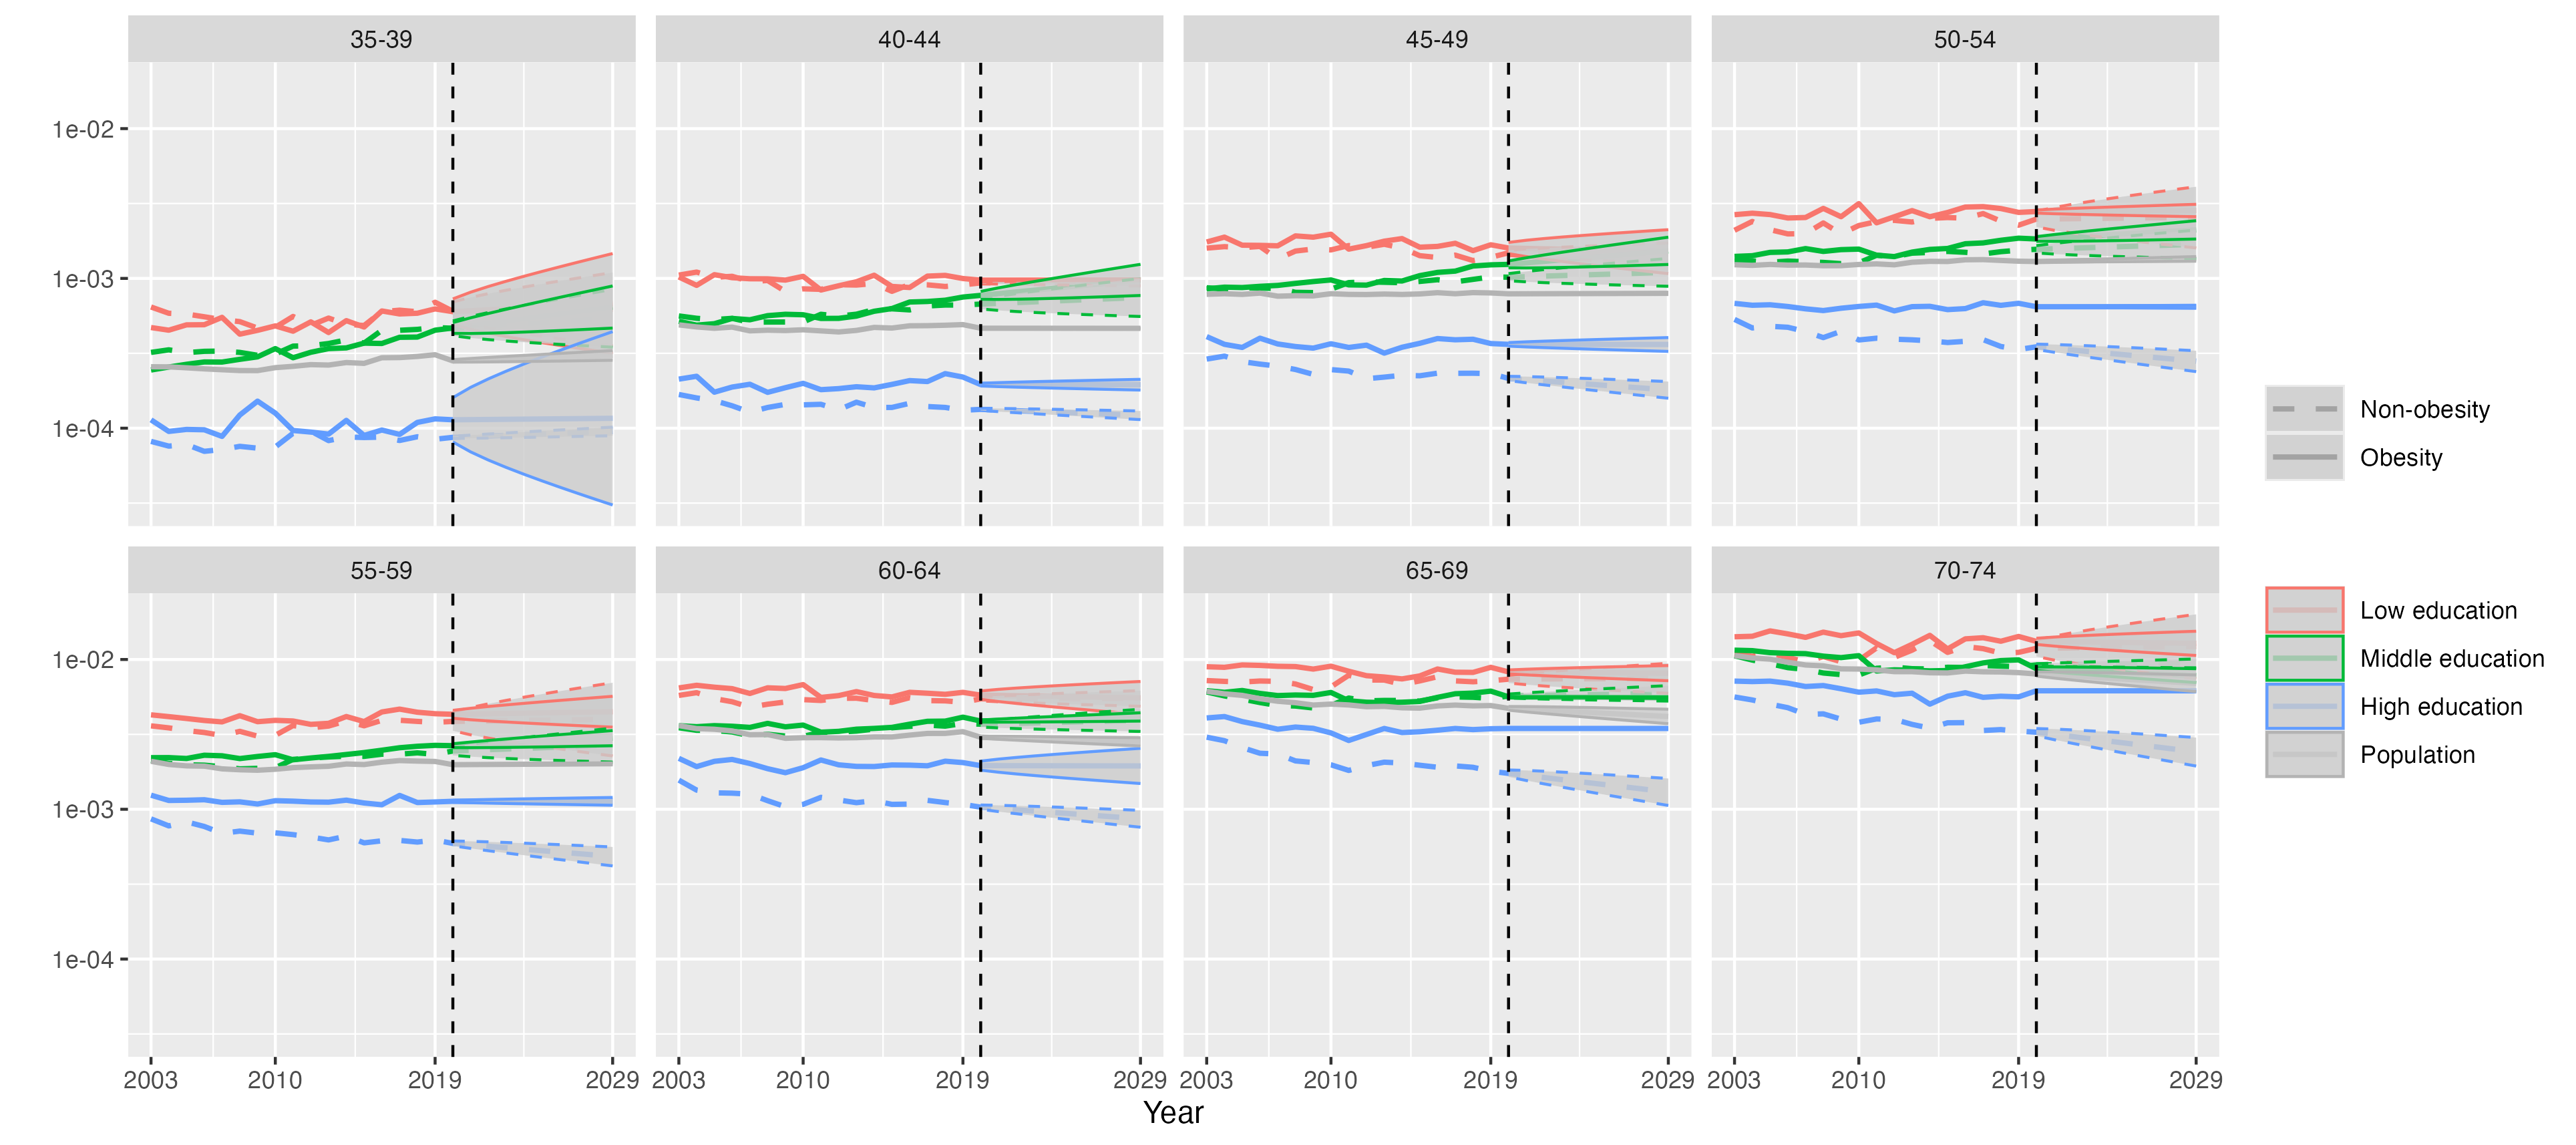 35-39 40-44 45-49 50-54
1e-02
1e-03
1e-04
Non-obesity
Obesity
55-59 60-64 65-69 70-74
Low education
1e-02
Middle education
High education
Population
1e-03
1e-04
2003 2010 2019 2029 2003 2010 2019 2029 2003 2010 2019 2029 2003 2010 2019 2029
Year